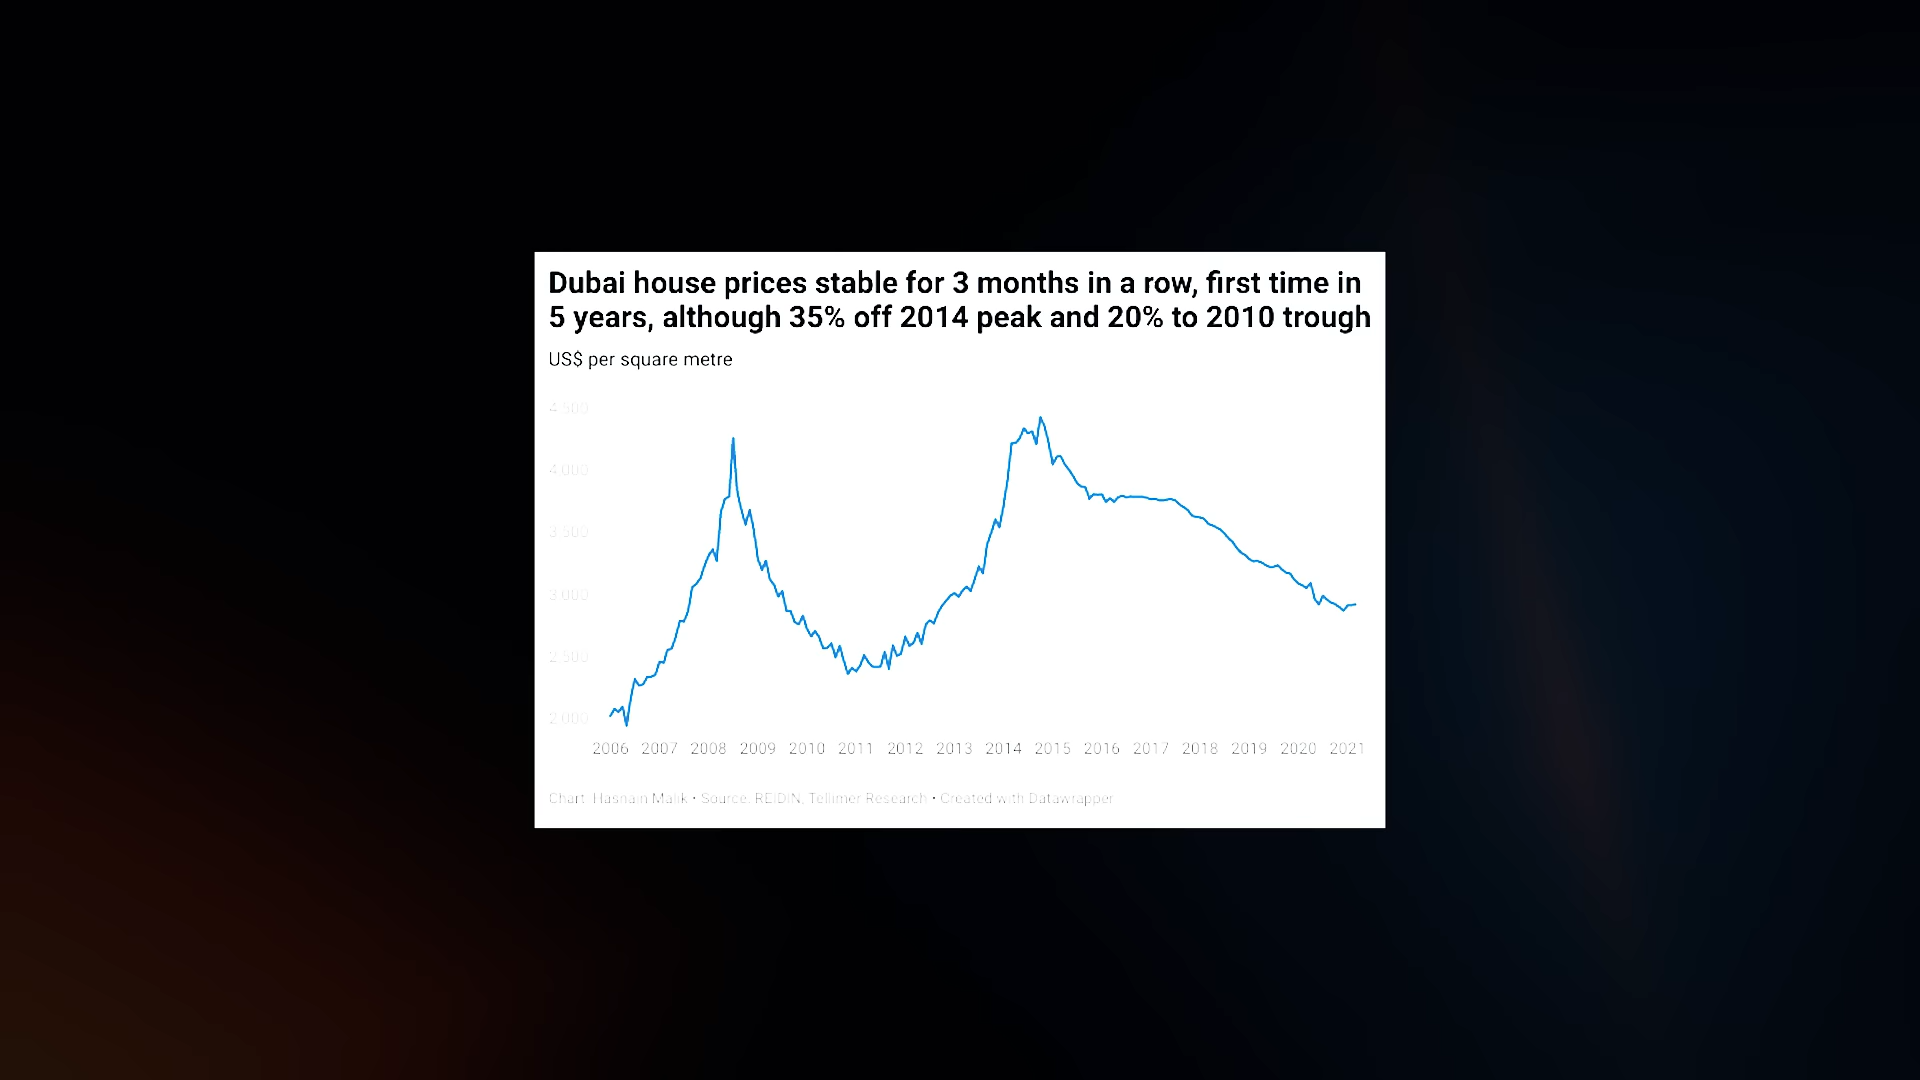 Dubai house prices stable for 3 months in a row, first time in
5 years, although 35% off 2014 peak and 20% to 2010 trough
US$ per square metre
4,500
4,000
3,500
3,000
2,500
2,000
2006 2007 2008 2009 2010 2011 2012 2013 2014 2015 2016 2017 2018 2019 2020 2021
Chart: Hasnain Malik • Source: REIDIN, Tellimer Research • Created with Datawrapper